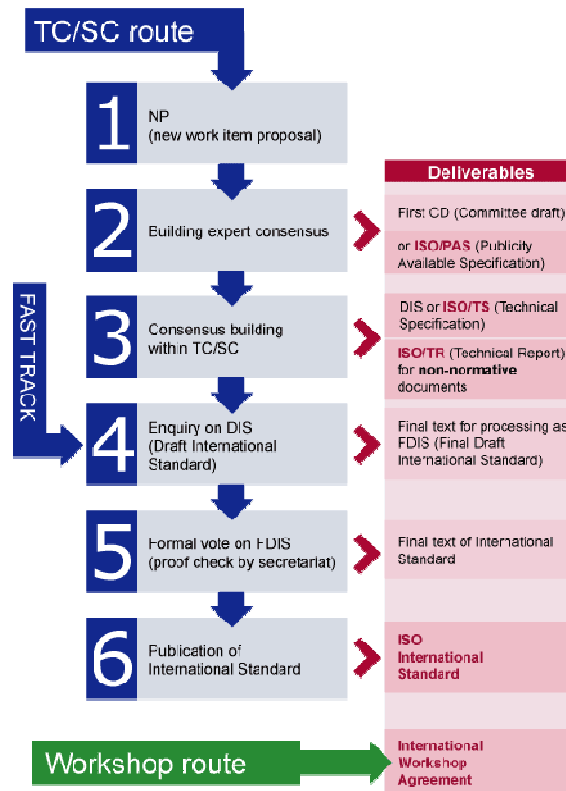 TC/SC route
1
NP
(new work item proposal)
Deliverables
2
Building expert consensus
First CD (Committee draft)
or ISO/PAS (Publicity
Available Specification)
FAST TRACK
3
Consensus building
within TC/SC
DIS or ISO/TS (Technical
Specification)
ISO/TR (Technical Report)
for non-normative
documents
4
Enquiry on DIS
(Draft International
Standard)
Final text for processing as
FDIS (Final Draft
International Standard)
5
Formal vote on FDIS
(proof check by secretariat)
Final text of International
Standard
6
Publication of
International Standard
ISO
International
Standard
Workshop route
International
Workshop
Agreement